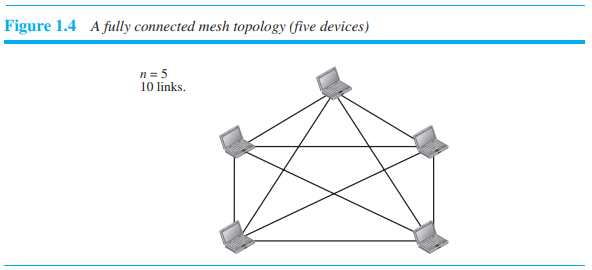 Figure 1.4 A fully connected mesh topology (five devices)
n = 5
10 links.